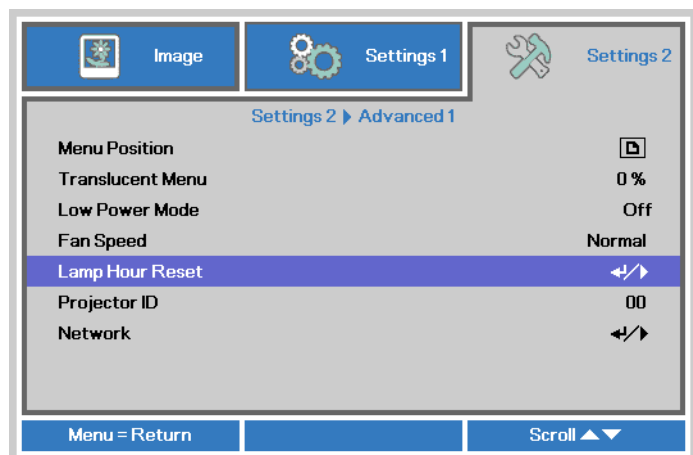 Image Settings 1 Settings 2
Settings 2 ▶ Advanced 1
Menu Position
Translucent Menu 0 %
Low Power Mode Off
Fan Speed Normal
Lamp Hour Reset ↵/▶
Projector ID 00
Network ↵/▶
Menu = Return Scroll ▲▼